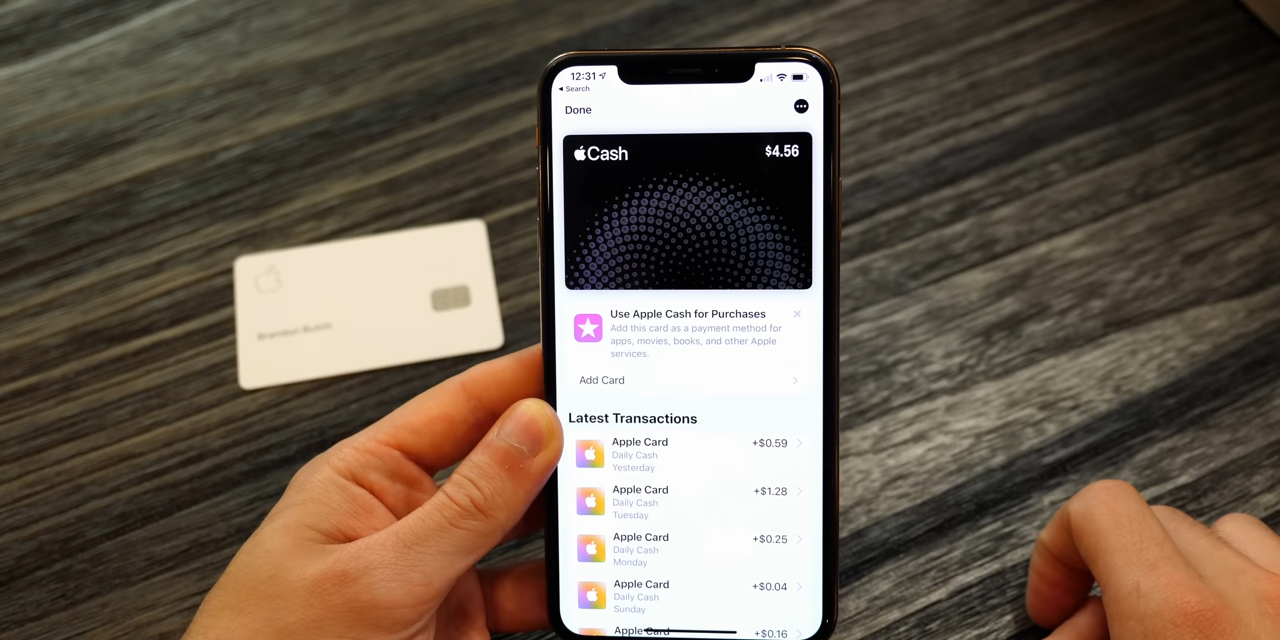 12:31
Search
Done
Cash
$4.56
Use Apple Cash for Purchases
Add this card as a payment method for
apps, movies, books, and other Apple
services.
Add Card
Latest Transactions
Apple Card
+$0.59
Daily Cash
Yesterday
Apple Card
+$1.28
Daily Cash
Tuesday
Apple Card
+$0.25
Daily Cash
Monday
Apple Card
+$0.04
Daily Cash
Sunday
Apple Card
+$0.16
Brandon Butch